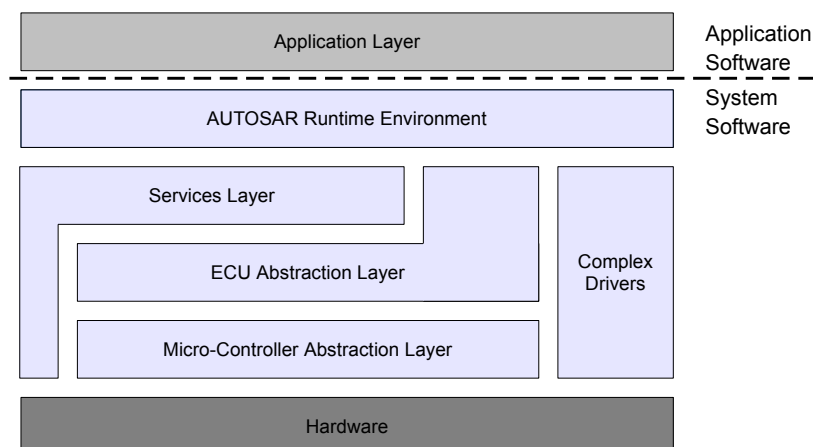 Application Layer
Application
Software
System
Software
AUTOSAR Runtime Environment
Services Layer
ECU Abstraction Layer
Complex
Drivers
Micro-Controller Abstraction Layer
Hardware